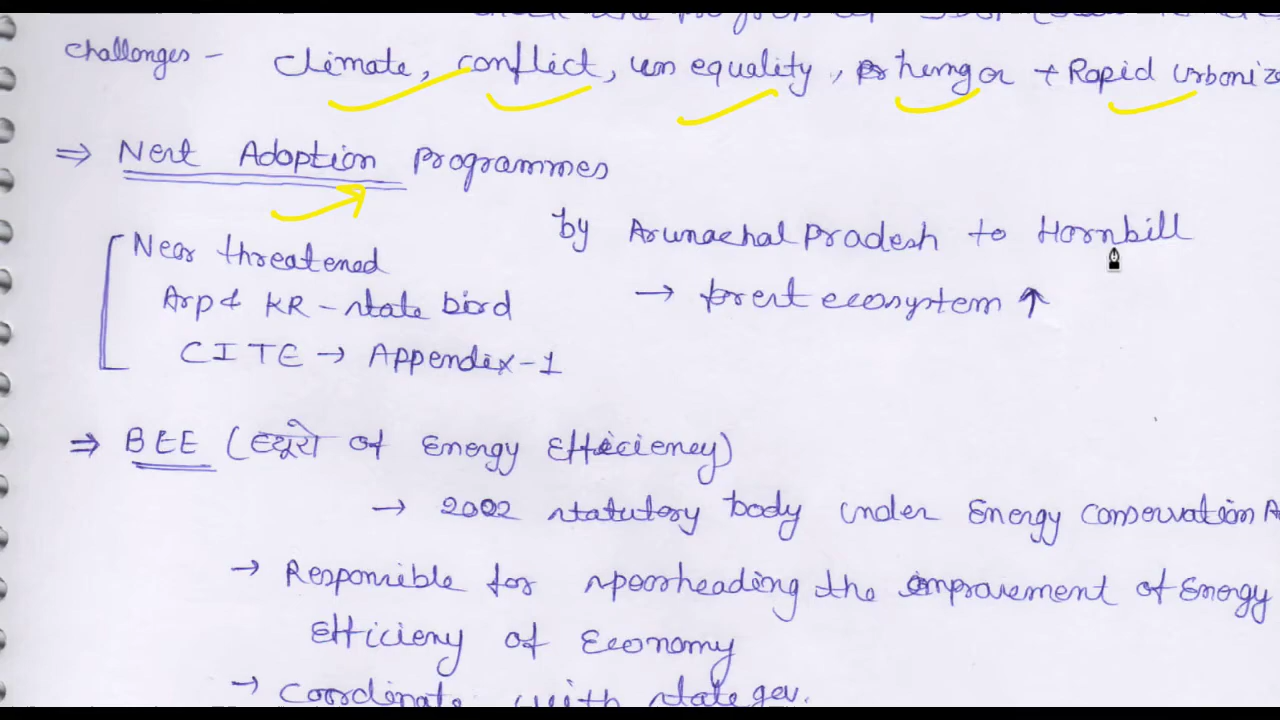 challenges - climate, conflict, un equality, hunger + Rapid urboniz
⇒ Nest Adoption programmes
by Arunachal pradesh to Hornbill
Near threatened
→ forest ecosystem ↑
Arp & KR - state bird
CITE → Appendix-1
⇒ BEE (ब्यूरो of Energy Efficiency)
→ 2002 statutory body under Energy conservation A
→ Responsible for spearheading the improvement of Energy
Efficieny of Economy
→ coordinate with state gov.